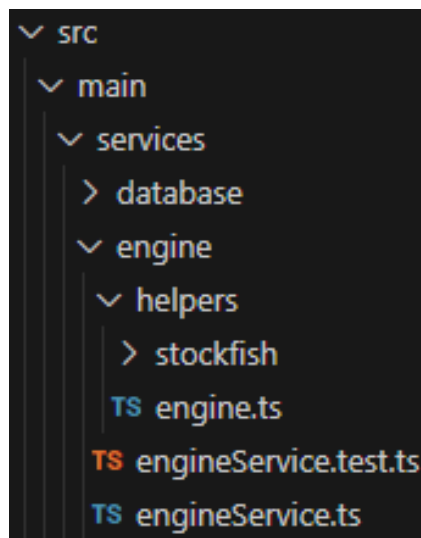 src
main
services
database
engine
helpers
stockfish
TS engine.ts
TS engineService.test.ts
TS engineService.ts